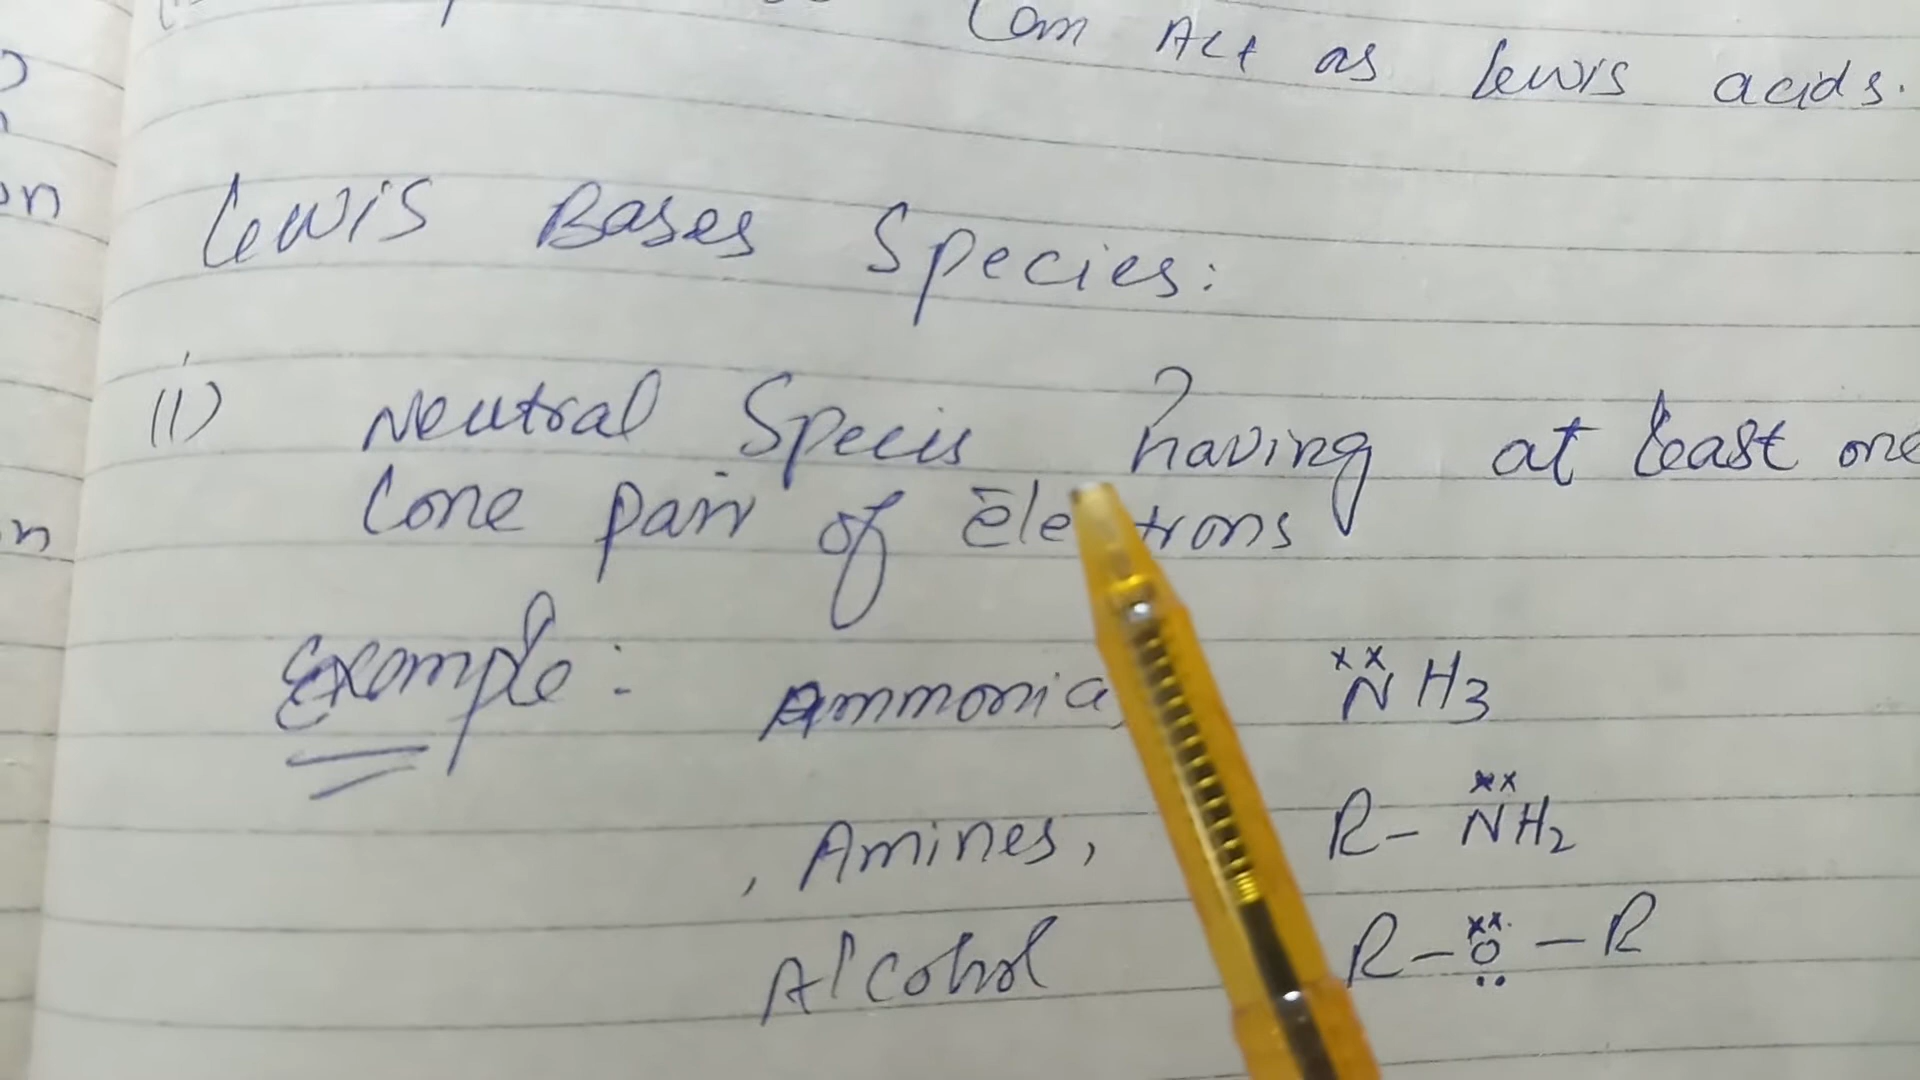 Can Act as Lewis acids.
on
Lewis Bases Species:
(i) Neutral Specis having at least one
lone pair of Electrons
Example: Ammonia, NH3
, Amines, R-NH2
Alcohol R-O-R